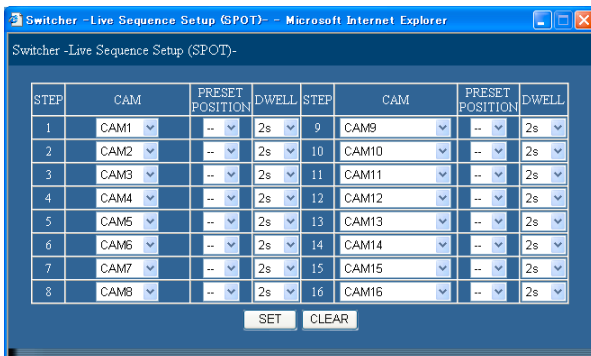 Switcher -Live Sequence Setup (SPOT)- - Microsoft Internet Explorer
Switcher -Live Sequence Setup (SPOT)-
STEP CAM PRESET POSITION DWELL STEP CAM PRESET POSITION DWELL
1 CAM1 -- 2s 9 CAM9 -- 2s
2 CAM2 -- 2s 10 CAM10 -- 2s
3 CAM3 -- 2s 11 CAM11 -- 2s
4 CAM4 -- 2s 12 CAM12 -- 2s
5 CAM5 -- 2s 13 CAM13 -- 2s
6 CAM6 -- 2s 14 CAM14 -- 2s
7 CAM7 -- 2s 15 CAM15 -- 2s
8 CAM8 -- 2s 16 CAM16 -- 2s
SET CLEAR